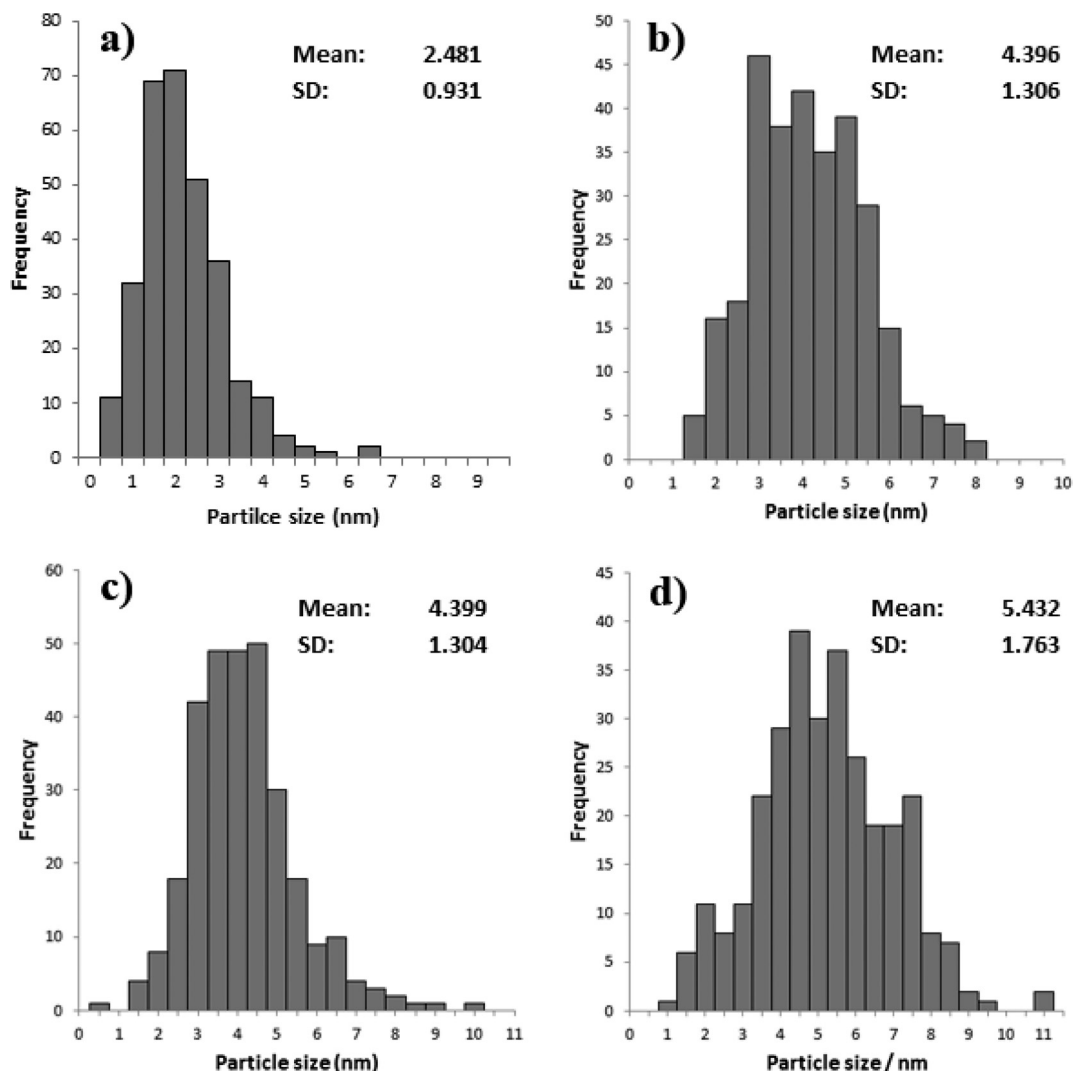 a)
Mean: 2.481
SD: 0.931
80
70
60
50
40
30
20
10
0
Frequency
0 1 2 3 4 5 6 7 8 9
Partilce size (nm)
b)
Mean: 4.396
SD: 1.306
50
45
40
35
30
25
20
15
10
5
0
Frequency
0 1 2 3 4 5 6 7 8 9 10
Particle size (nm)
c)
Mean: 4.399
SD: 1.304
60
50
40
30
20
10
0
Frequency
0 1 2 3 4 5 6 7 8 9 10 11
Particle size (nm)
d)
Mean: 5.432
SD: 1.763
45
40
35
30
25
20
15
10
5
0
Frequency
0 1 2 3 4 5 6 7 8 9 10 11
Particle size / nm